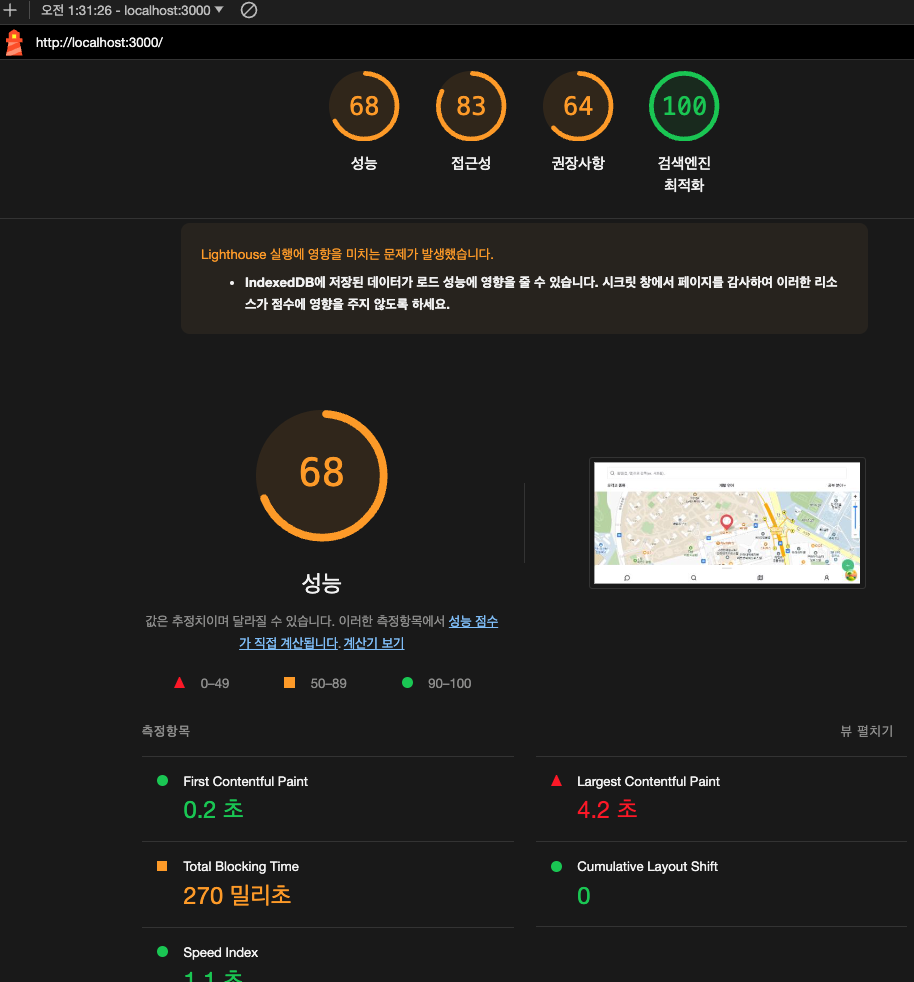 오전 1:31:26 - localhost:3000
http://localhost:3000/
68
83
64
100
성능
접근성
권장사항
검색엔진
최적화
Lighthouse 실행에 영향을 미치는 문제가 발생했습니다.
• IndexedDB에 저장된 데이터가 로드 성능에 영향을 줄 수 있습니다. 시크릿 창에서 페이지를 감사하여 이러한 리소
스가 점수에 영향을 주지 않도록 하세요.
68
성능
값은 추정치이며 달라질 수 있습니다. 이러한 측정항목에서 성능 점수
가 직접 계산됩니다. 계산기 보기
0–49
50–89
90–100
측정항목
뷰 펼치기
First Contentful Paint
0.2 초
Largest Contentful Paint
4.2 초
Total Blocking Time
270 밀리초
Cumulative Layout Shift
0
Speed Index
1.1 초